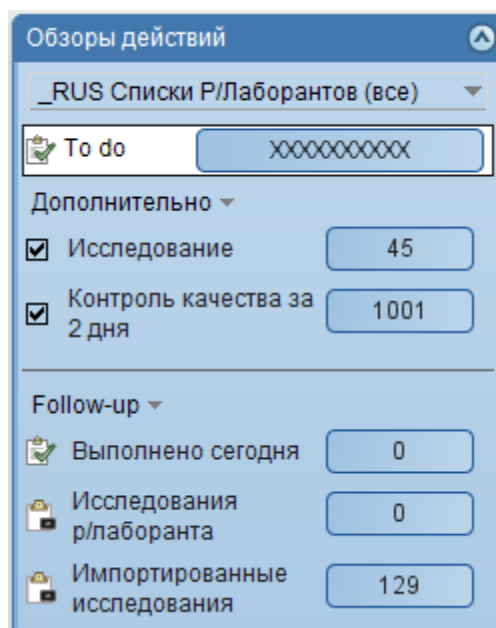 Обзоры действий
_RUS Списки Р/Лаборантов (все)
To do XXXXXXXXXX
Дополнительно
Исследование 45
Контроль качества за
2 дня 1001
Follow-up
Выполнено сегодня 0
Исследования
р/лаборанта 0
Импортированные
исследования 129